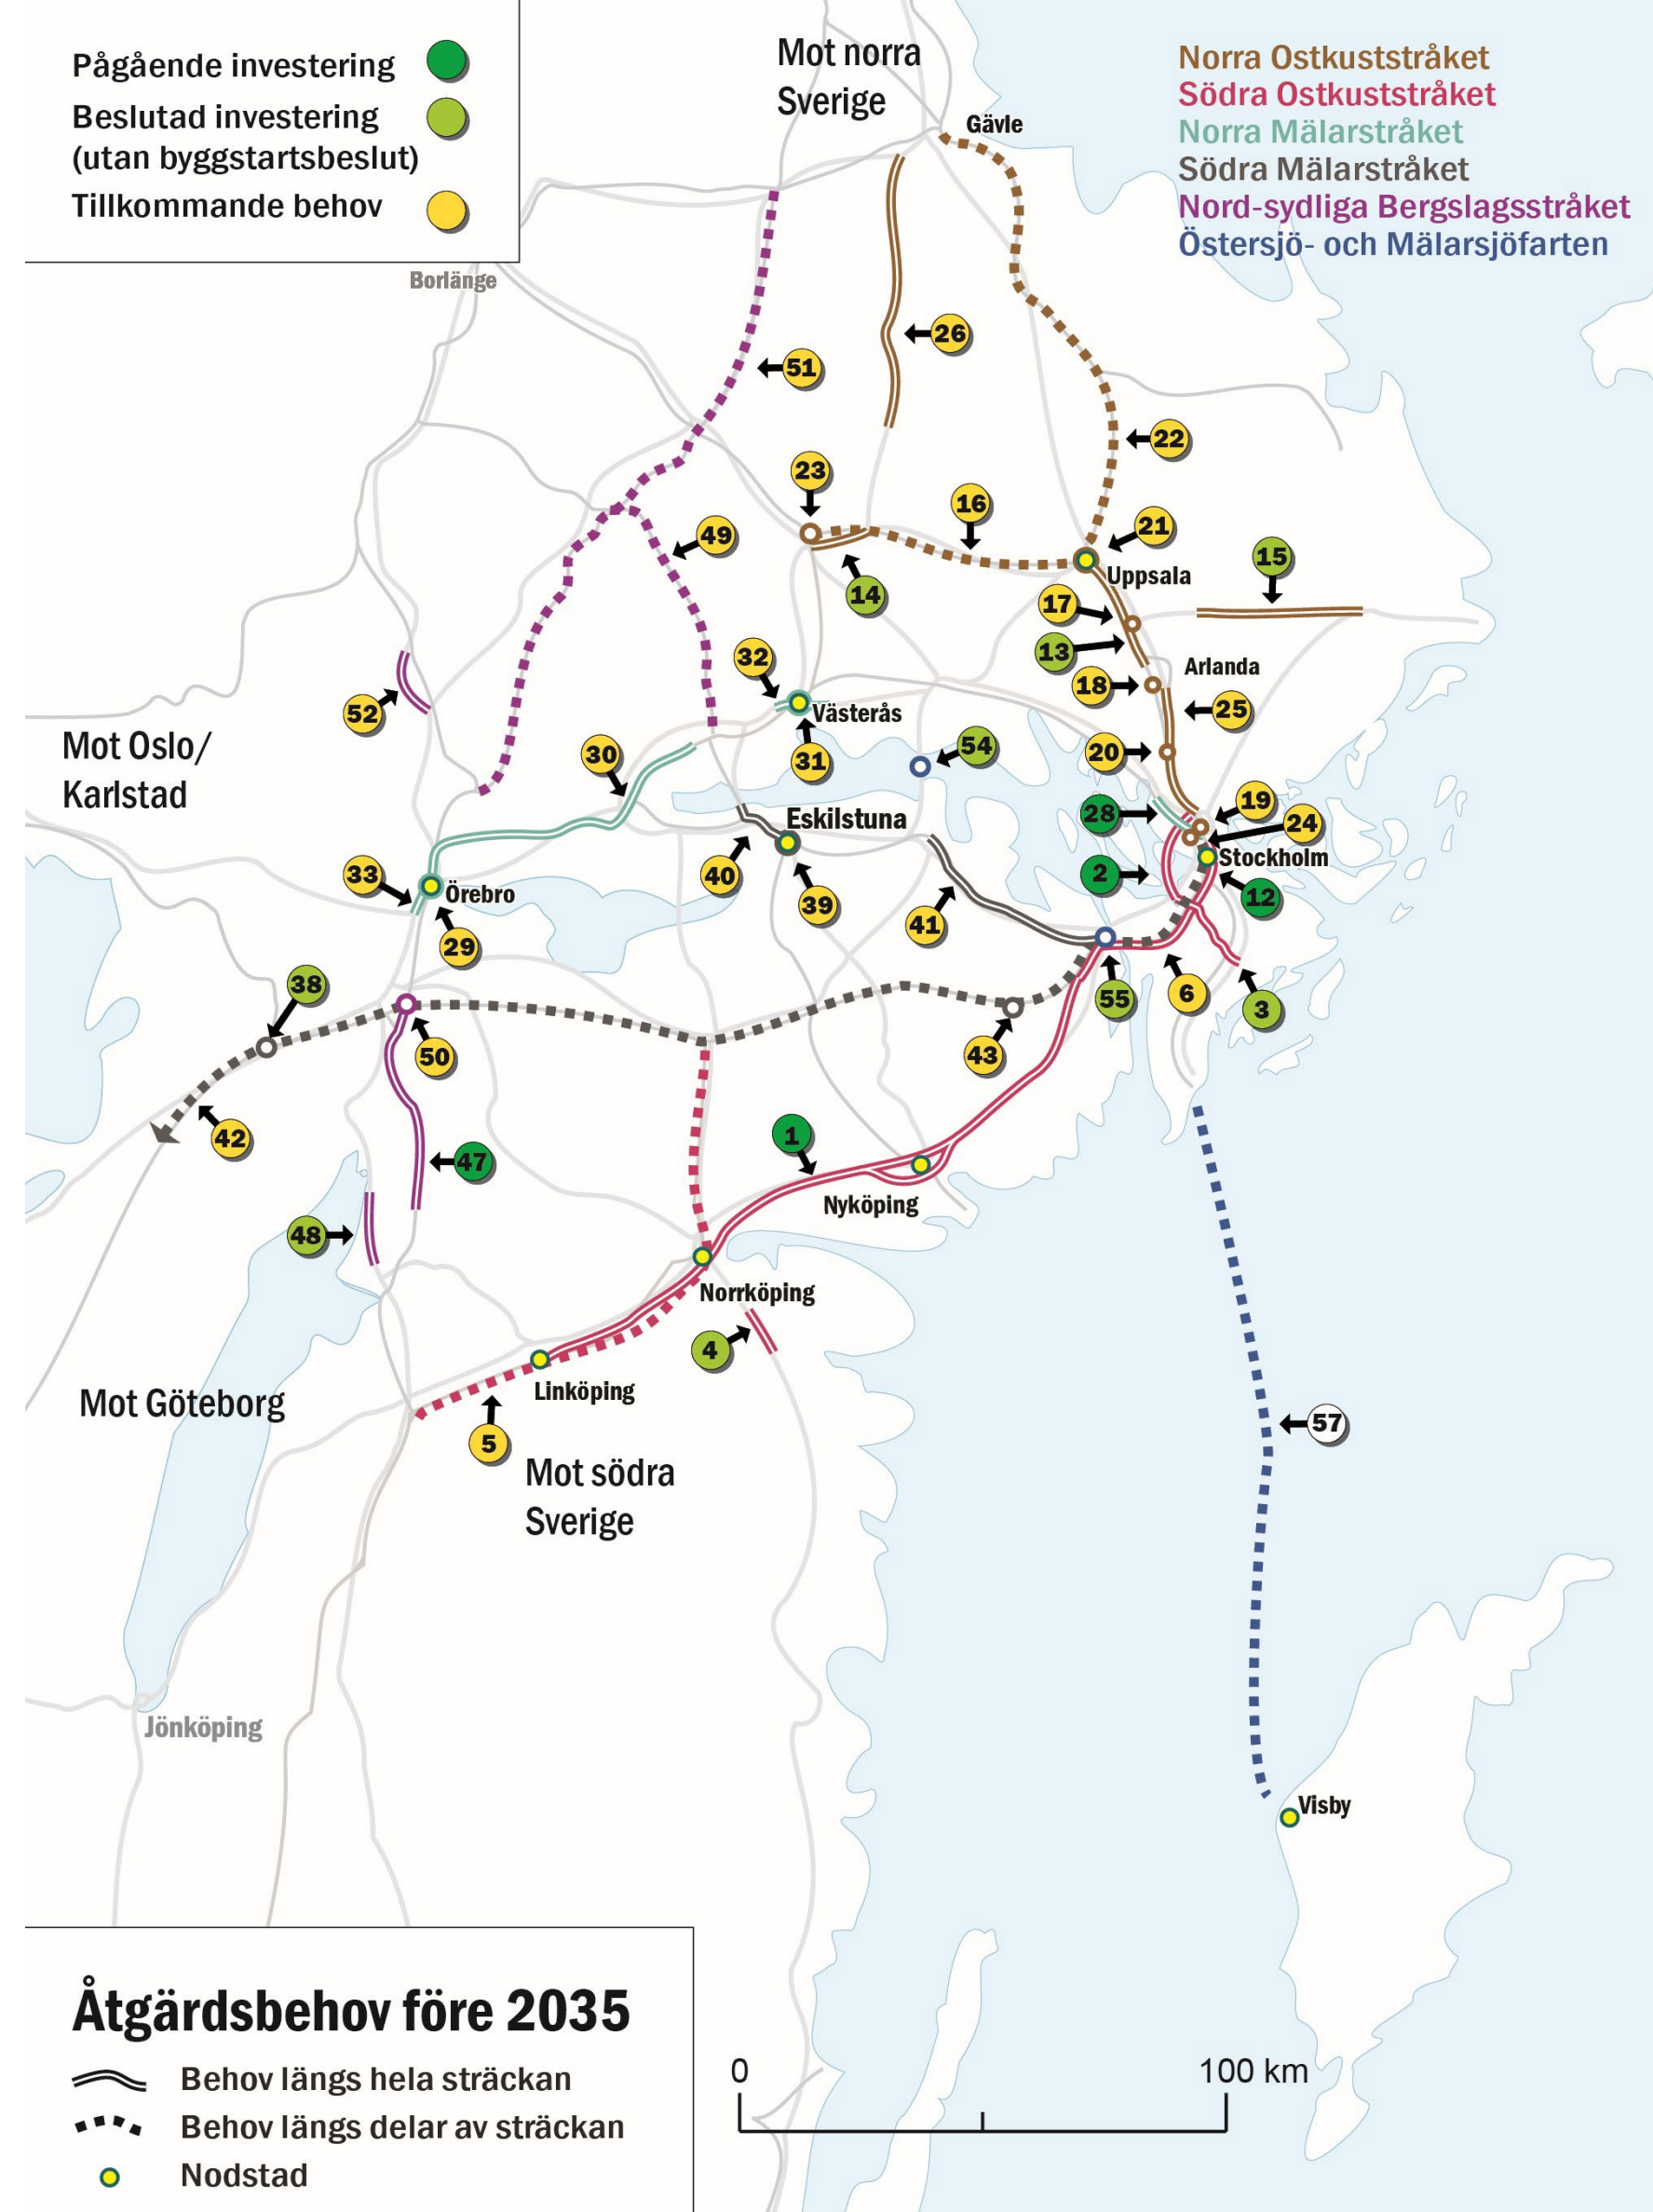 Pågående investering
Beslutad investering
(utan byggstartsbeslut)
Tillkommande behov
Mot norra
Sverige
Norra Ostkuststråket
Södra Ostkuststråket
Norra Mälarstråket
Södra Mälarstråket
Nord-sydliga Bergslagsstråket
Östersjö- och Mälarsjöfarten
Gävle
Borlänge
26
51
22
23
16
21
49
15
Uppsala
14
17
13
32
Arlanda
18
52
25
Västerås
Mot Oslo/
Karlstad
30
31
54
20
19
28
Eskilstuna
24
Stockholm
33
40
2
Örebro
39
12
41
29
38
55
6
3
50
43
42
1
47
Nyköping
48
Norrköping
4
Linköping
Mot Göteborg
57
5
Mot södra
Sverige
Jönköping
Visby
Åtgärdsbehov före 2035
Behov längs hela sträckan
Behov längs delar av sträckan
Nodstad
0
100 km